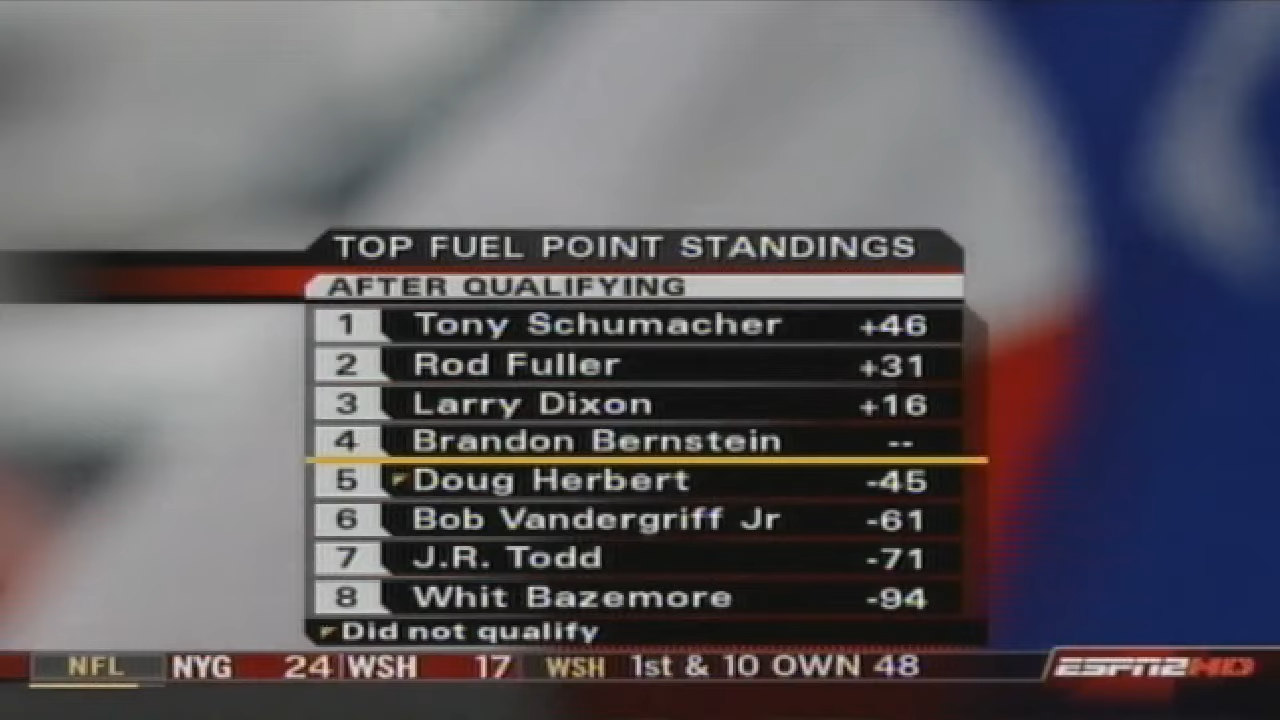 TOP FUEL POINT STANDINGS
AFTER QUALIFYING
1 Tony Schumacher +46
2 Rod Fuller +31
3 Larry Dixon +16
4 Brandon Bernstein --
5 Doug Herbert -45
6 Bob Vandergriff Jr -61
7 J.R. Todd -71
8 Whit Bazemore -94
Did not qualify
NFL NYG 24 WSH 17 WSH 1st & 10 OWN 48 ESPN2HD